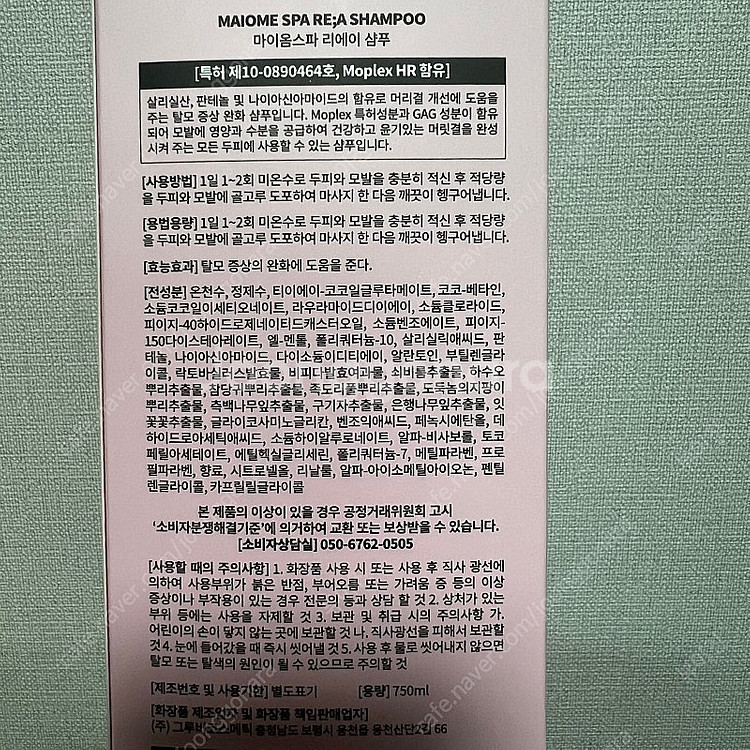 MAIOME SPA RE;A SHAMPOO
마이옴스파 리에이 샴푸
[특허 제10-0890464호, Moplex HR 함유]
살리실산, 판테놀 및 나이아신아마이드의 함유로 머리결 개선에 도움을
주는 탈모 증상 완화 샴푸입니다. Moplex 특허성분과 GAG 성분이 함유
되어 모발에 영양과 수분을 공급하여 건강하고 윤기있는 머릿결을 완성
시켜 주는 모든 두피에 사용할 수 있는 샴푸입니다.
[사용방법] 1일 1~2회 미온수로 두피와 모발을 충분히 적신 후 적당량
을 두피와 모발에 골고루 도포하여 마사지 한 다음 깨끗이 헹구어냅니다.
[용법용량] 1일 1~2회 미온수로 두피와 모발을 충분히 적신 후 적당량
을 두피와 모발에 골고루 도포하여 마사지 한 다음 깨끗이 헹구어냅니다.
[효능효과] 탈모 증상의 완화에 도움을 준다.
[전성분] 온천수, 정제수, 티이에이-코코일글루타메이트, 코코-베타인,
소듐코코일이세티오네이트, 라우라마이드디이에이, 소듐클로라이드,
피이지-40하이드로제네이티드캐스터오일, 소듐벤조에이트, 피이지-
150다이스테아레이트, 엘-멘톨, 폴리쿼터늄-10, 살리실릭애씨드, 판
테놀, 나이아신아마이드, 다이소듐이디티에이, 알란토인, 부틸렌글라
이콜, 락토바실러스발효물, 비피다발효여과물, 쇠비름추출물, 하수오
뿌리추출물, 참당귀뿌리추출물, 족도리풀뿌리추출물, 도둑놈의지팡이
뿌리추출물, 측백나무잎추출물, 구기자추출물, 은행나무잎추출물, 잇
꽃꽃추출물, 글라이코사미노글리칸, 벤조익애씨드, 페녹시에탄올, 데
하이드로아세틱애씨드, 소듐하이알루로네이트, 알파-비사보롤, 토코
페릴아세테이트, 에틸헥실글리세린, 폴리쿼터늄-7, 메틸파라벤, 프로
필파라벤, 향료, 시트로넬올, 리날룰, 알파-아이소메틸아이오논, 펜틸
렌글라이콜, 카프릴릴글라이콜
본 제품의 이상이 있을 경우 공정거래위원회 고시
'소비자분쟁해결기준'에 의거하여 교환 또는 보상받을 수 있습니다.
[소비자상담실] 050-6762-0505
[사용할 때의 주의사항] 1. 화장품 사용 시 또는 사용 후 직사 광선에
의하여 사용부위가 붉은 반점, 부어오름 또는 가려움 증 등의 이상
증상이나 부작용이 있는 경우 전문의 등과 상담 할 것 2. 상처가 있는
부위 등에는 사용을 자제할 것 3. 보관 및 취급 시의 주의사항 가.
어린이의 손이 닿지 않는 곳에 보관할 것 나. 직사광선을 피해서 보관할
것 4. 눈에 들어갔을 때 즉시 씻어낼 것 5. 사용 후 물로 씻어내지 않으면
탈모 또는 탈색의 원인이 될 수 있으므로 주의할 것
[제조번호 및 사용기한] 별도표기 [용량] 750ml
[화장품 제조업자 및 화장품 책임판매업자]
(주) 그루비코스메틱 충청남도 보령시 웅천읍 웅천산단2길 66